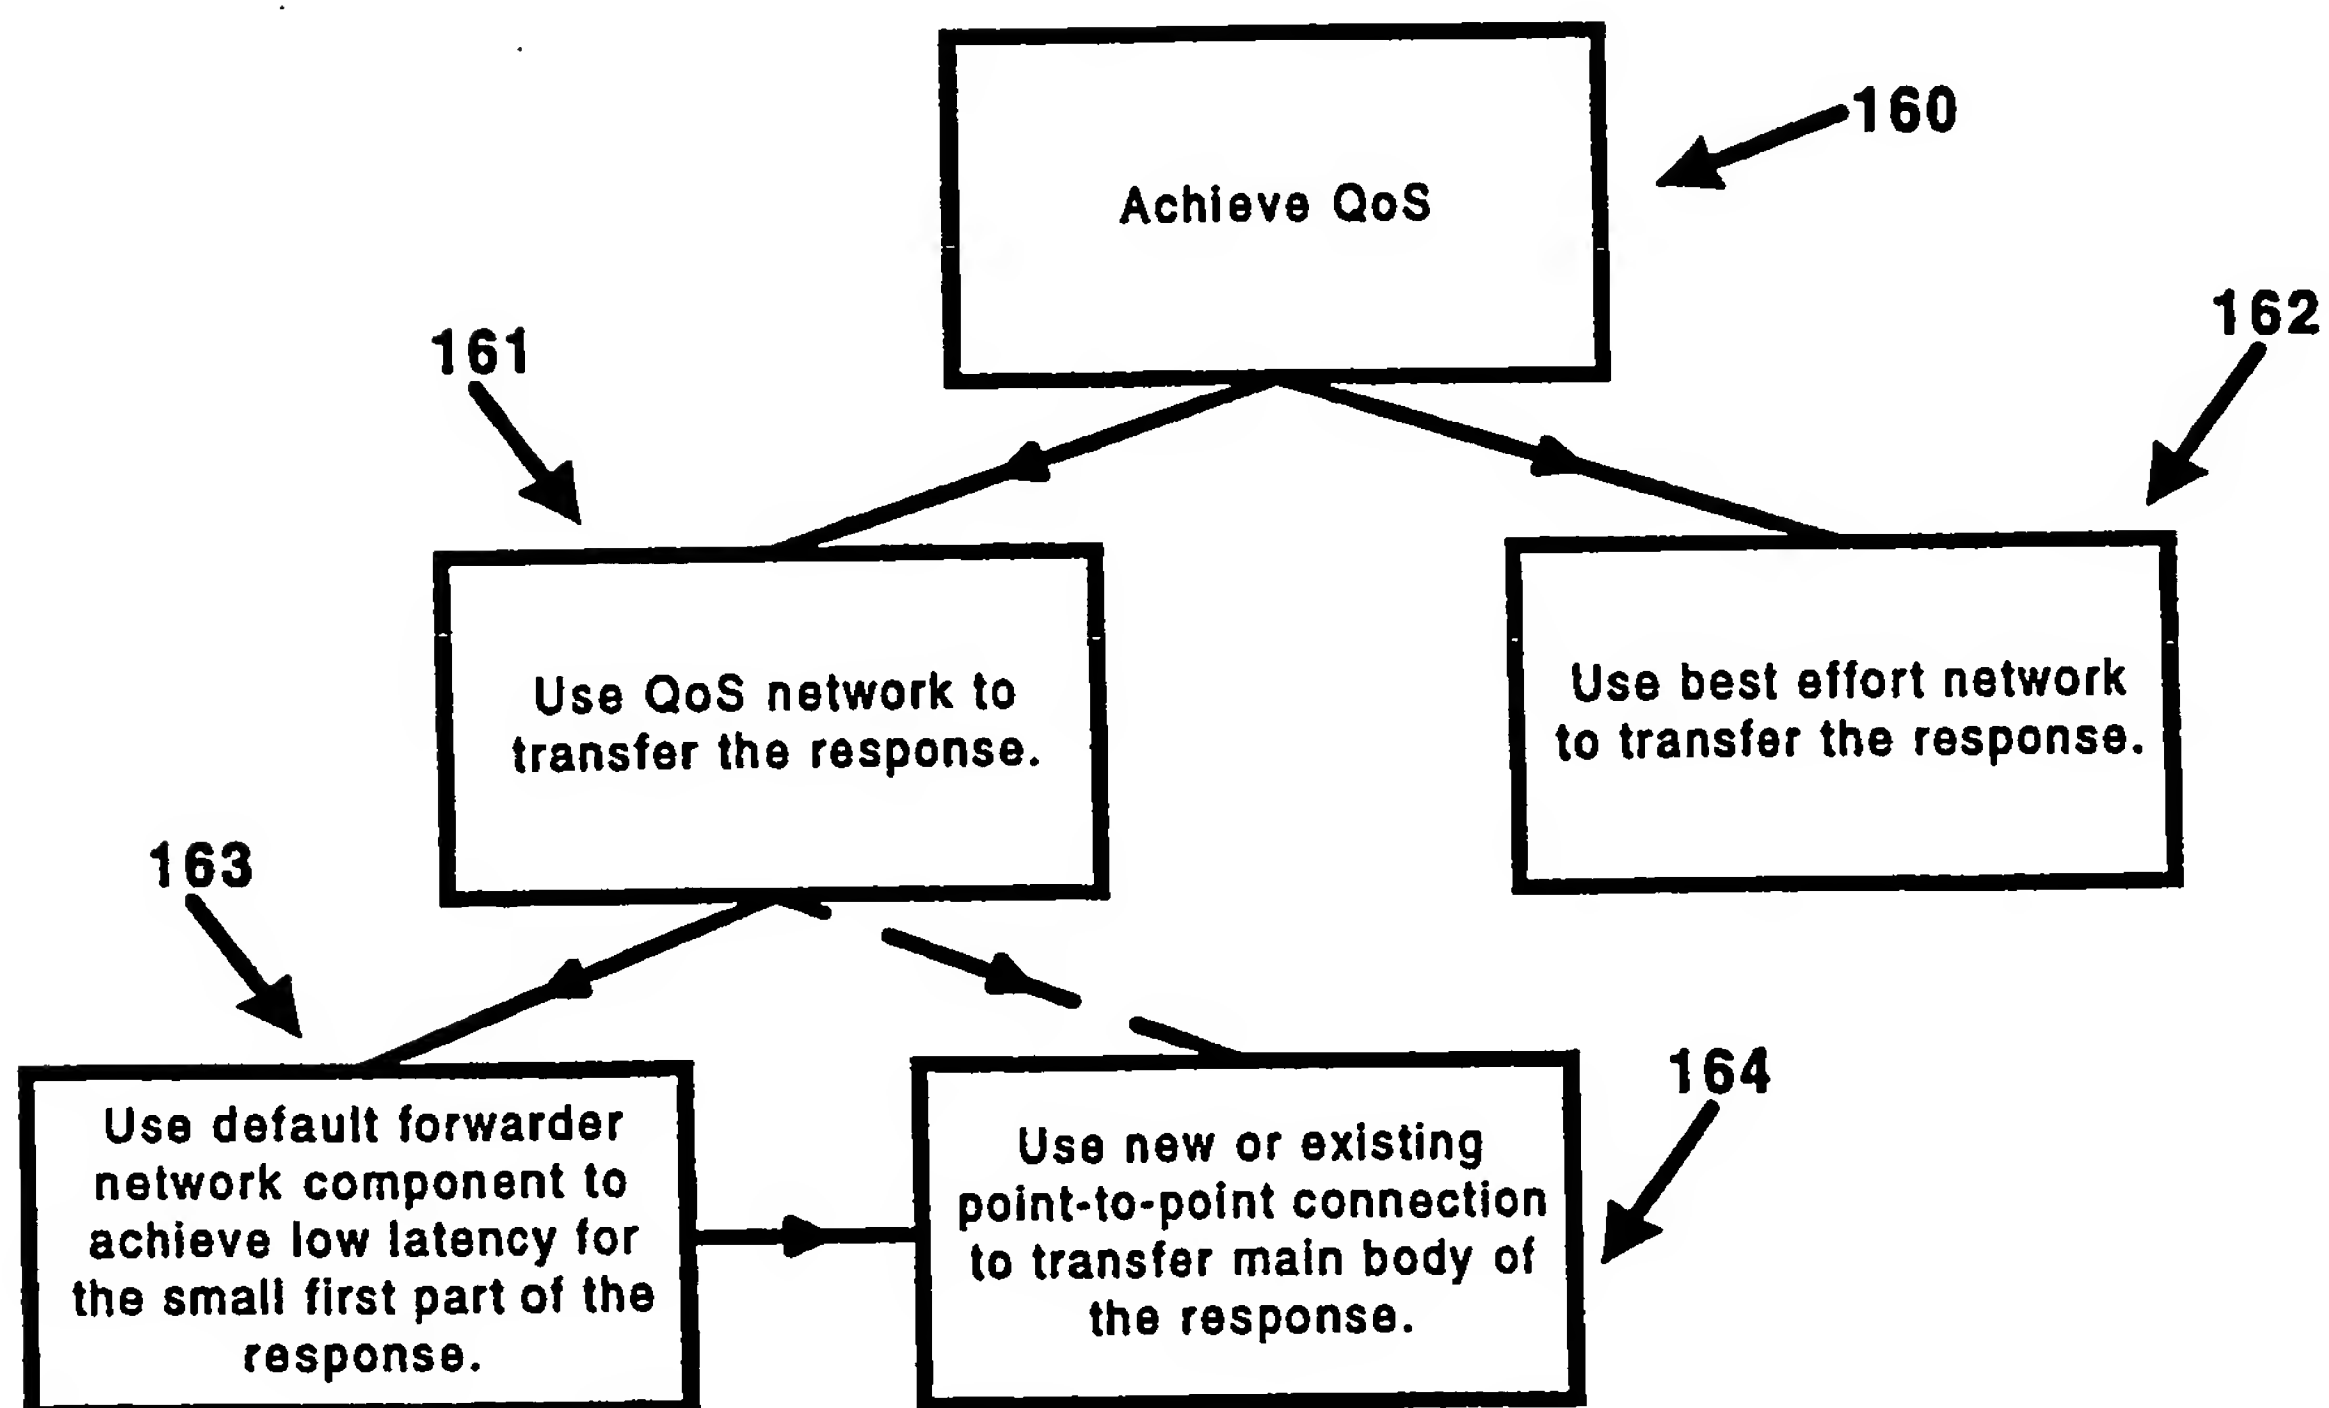 160
Achieve QoS
161
162
Use QoS network to
transfer the response.
Use best effort network
to transfer the response.
163
164
Use default forwarder
network component to
achieve low latency for
the small first part of the
response.
Use new or existing
point-to-point connection
to transfer main body of
the response.